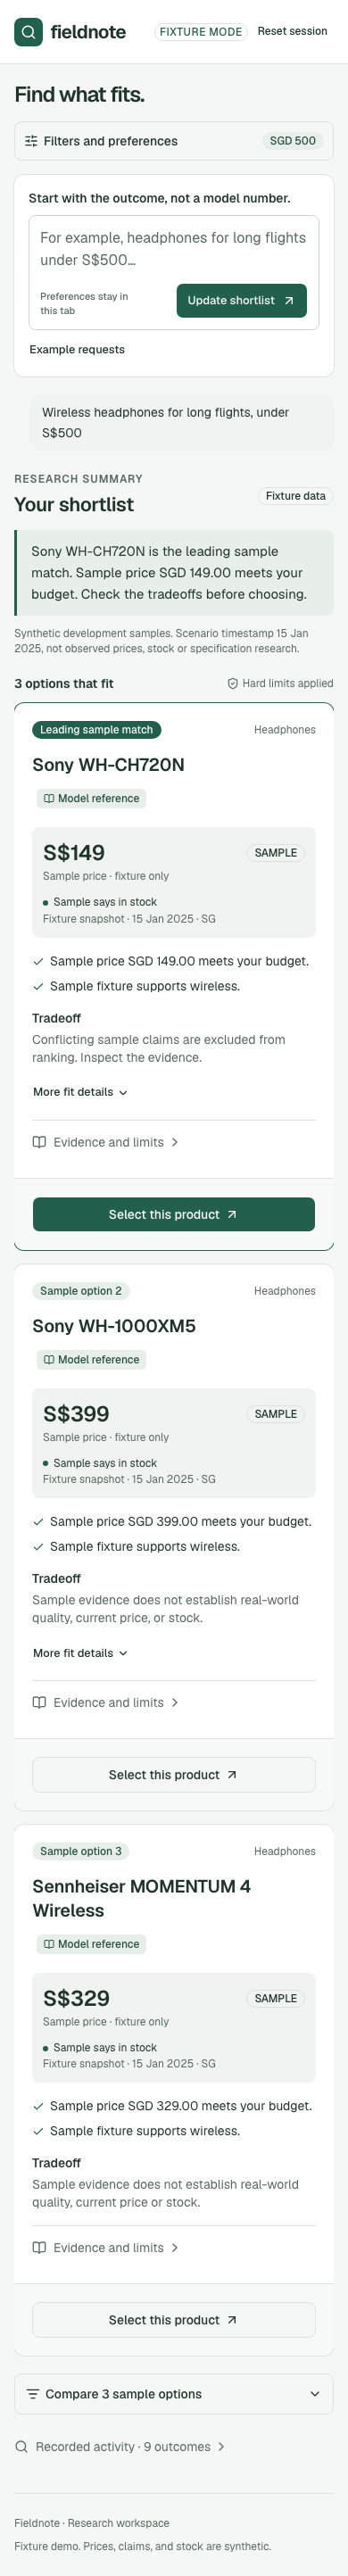 fieldnote
FIXTURE MODE
Reset session
Find what fits.
Filters and preferences
SGD 500
Start with the outcome, not a model number.
For example, headphones for long flights
under S$500...
Preferences stay in
this tab
Update shortlist
Example requests
Wireless headphones for long flights, under
S$500
RESEARCH SUMMARY
Your shortlist
Fixture data
Sony WH-CH720N is the leading sample
match. Sample price SGD 149.00 meets your
budget. Check the tradeoffs before choosing.
Synthetic development samples. Scenario timestamp 15 Jan
2025, not observed prices, stock or specification research.
3 options that fit
Hard limits applied
Leading sample match
Headphones
Sony WH-CH720N
Model reference
S$149
SAMPLE
Sample price · fixture only
Sample says in stock
Fixture snapshot · 15 Jan 2025 · SG
Sample price SGD 149.00 meets your budget.
Sample fixture supports wireless.
Tradeoff
Conflicting sample claims are excluded from
ranking. Inspect the evidence.
More fit details
Evidence and limits
Select this product
Sample option 2
Headphones
Sony WH-1000XM5
Model reference
S$399
SAMPLE
Sample price · fixture only
Sample says in stock
Fixture snapshot · 15 Jan 2025 · SG
Sample price SGD 399.00 meets your budget.
Sample fixture supports wireless.
Tradeoff
Sample evidence does not establish real-world
quality, current price, or stock.
More fit details
Evidence and limits
Select this product
Sample option 3
Headphones
Sennheiser MOMENTUM 4
Wireless
Model reference
S$329
SAMPLE
Sample price · fixture only
Sample says in stock
Fixture snapshot · 15 Jan 2025 · SG
Sample price SGD 329.00 meets your budget.
Sample fixture supports wireless.
Tradeoff
Sample evidence does not establish real-world
quality, current price or stock.
Evidence and limits
Select this product
Compare 3 sample options
Recorded activity · 9 outcomes
Fieldnote · Research workspace
Fixture demo. Prices, claims, and stock are synthetic.